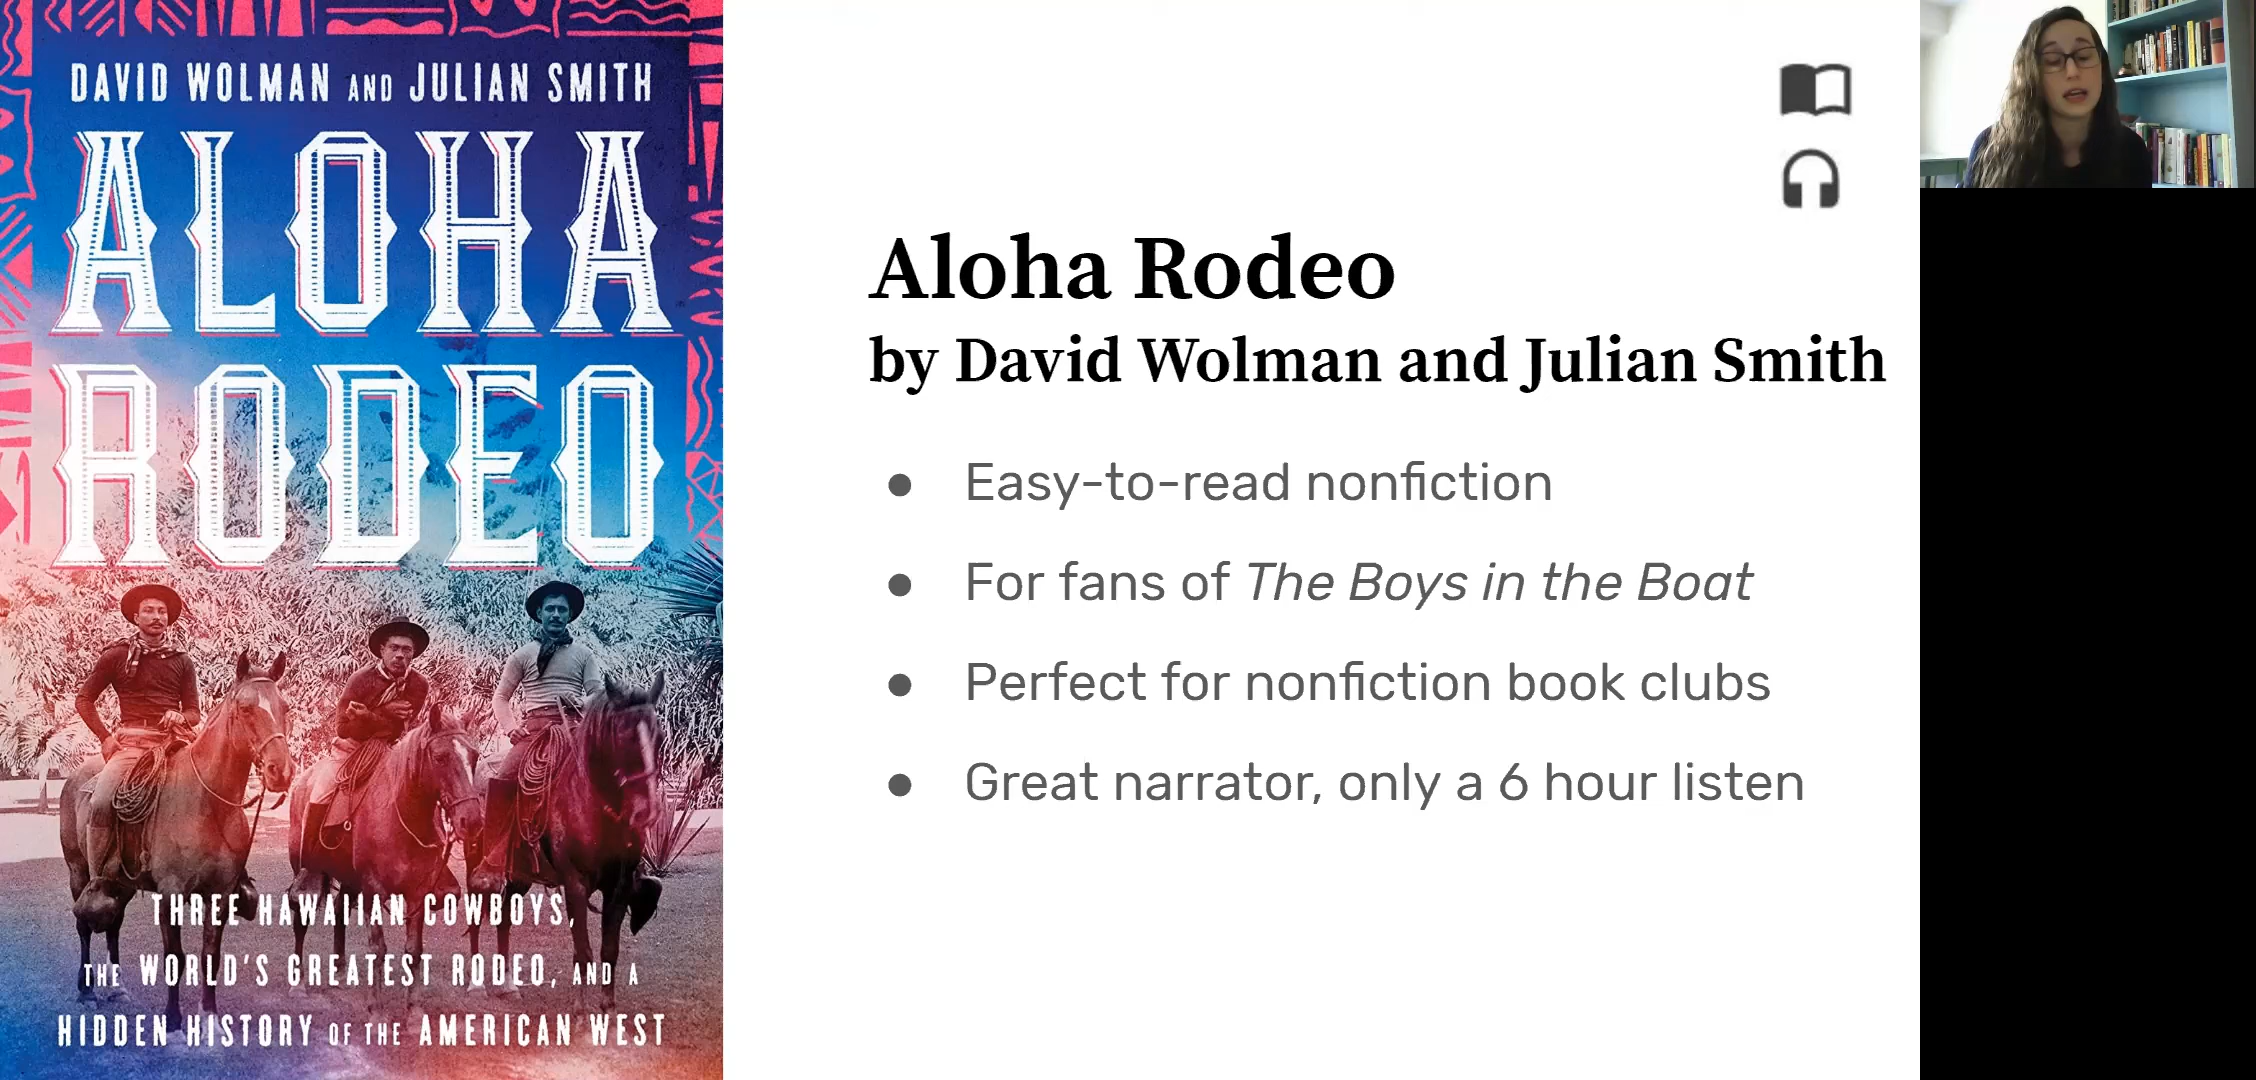 DAVID WOLMAN AND JULIAN SMITH
ALOHA
RODEO
THREE HAWAIIAN COWBOYS,
THE WORLD'S GREATEST RODEO, AND A
HIDDEN HISTORY OF THE AMERICAN WEST
Aloha Rodeo
by David Wolman and Julian Smith
● Easy-to-read nonfiction
● For fans of The Boys in the Boat
● Perfect for nonfiction book clubs
● Great narrator, only a 6 hour listen